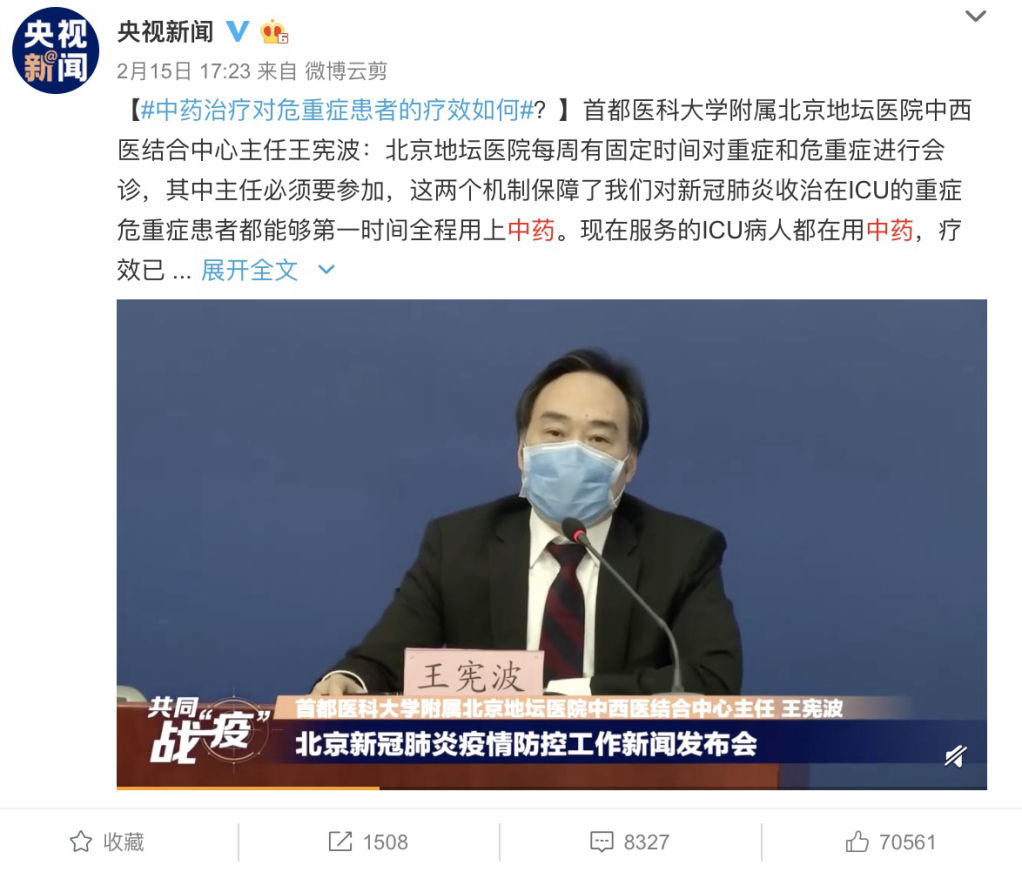 央视
新@闻
央视新闻
2月15日 17:23 来自 微博云剪
【#中药治疗对危重症患者的疗效如何#？】首都医科大学附属北京地坛医院中西
医结合中心主任王宪波：北京地坛医院每周有固定时间对重症和危重症进行会
诊，其中主任必须要参加，这两个机制保障了我们对新冠肺炎收治在ICU的重症
危重症患者都能够第一时间全程用上中药。现在服务的ICU病人都在用中药，疗
效已 ... 展开全文
王宪波
共同
战“疫”
首都医科大学附属北京地坛医院中西医结合中心主任 王宪波
北京新冠肺炎疫情防控工作新闻发布会
收藏
1508
8327
70561